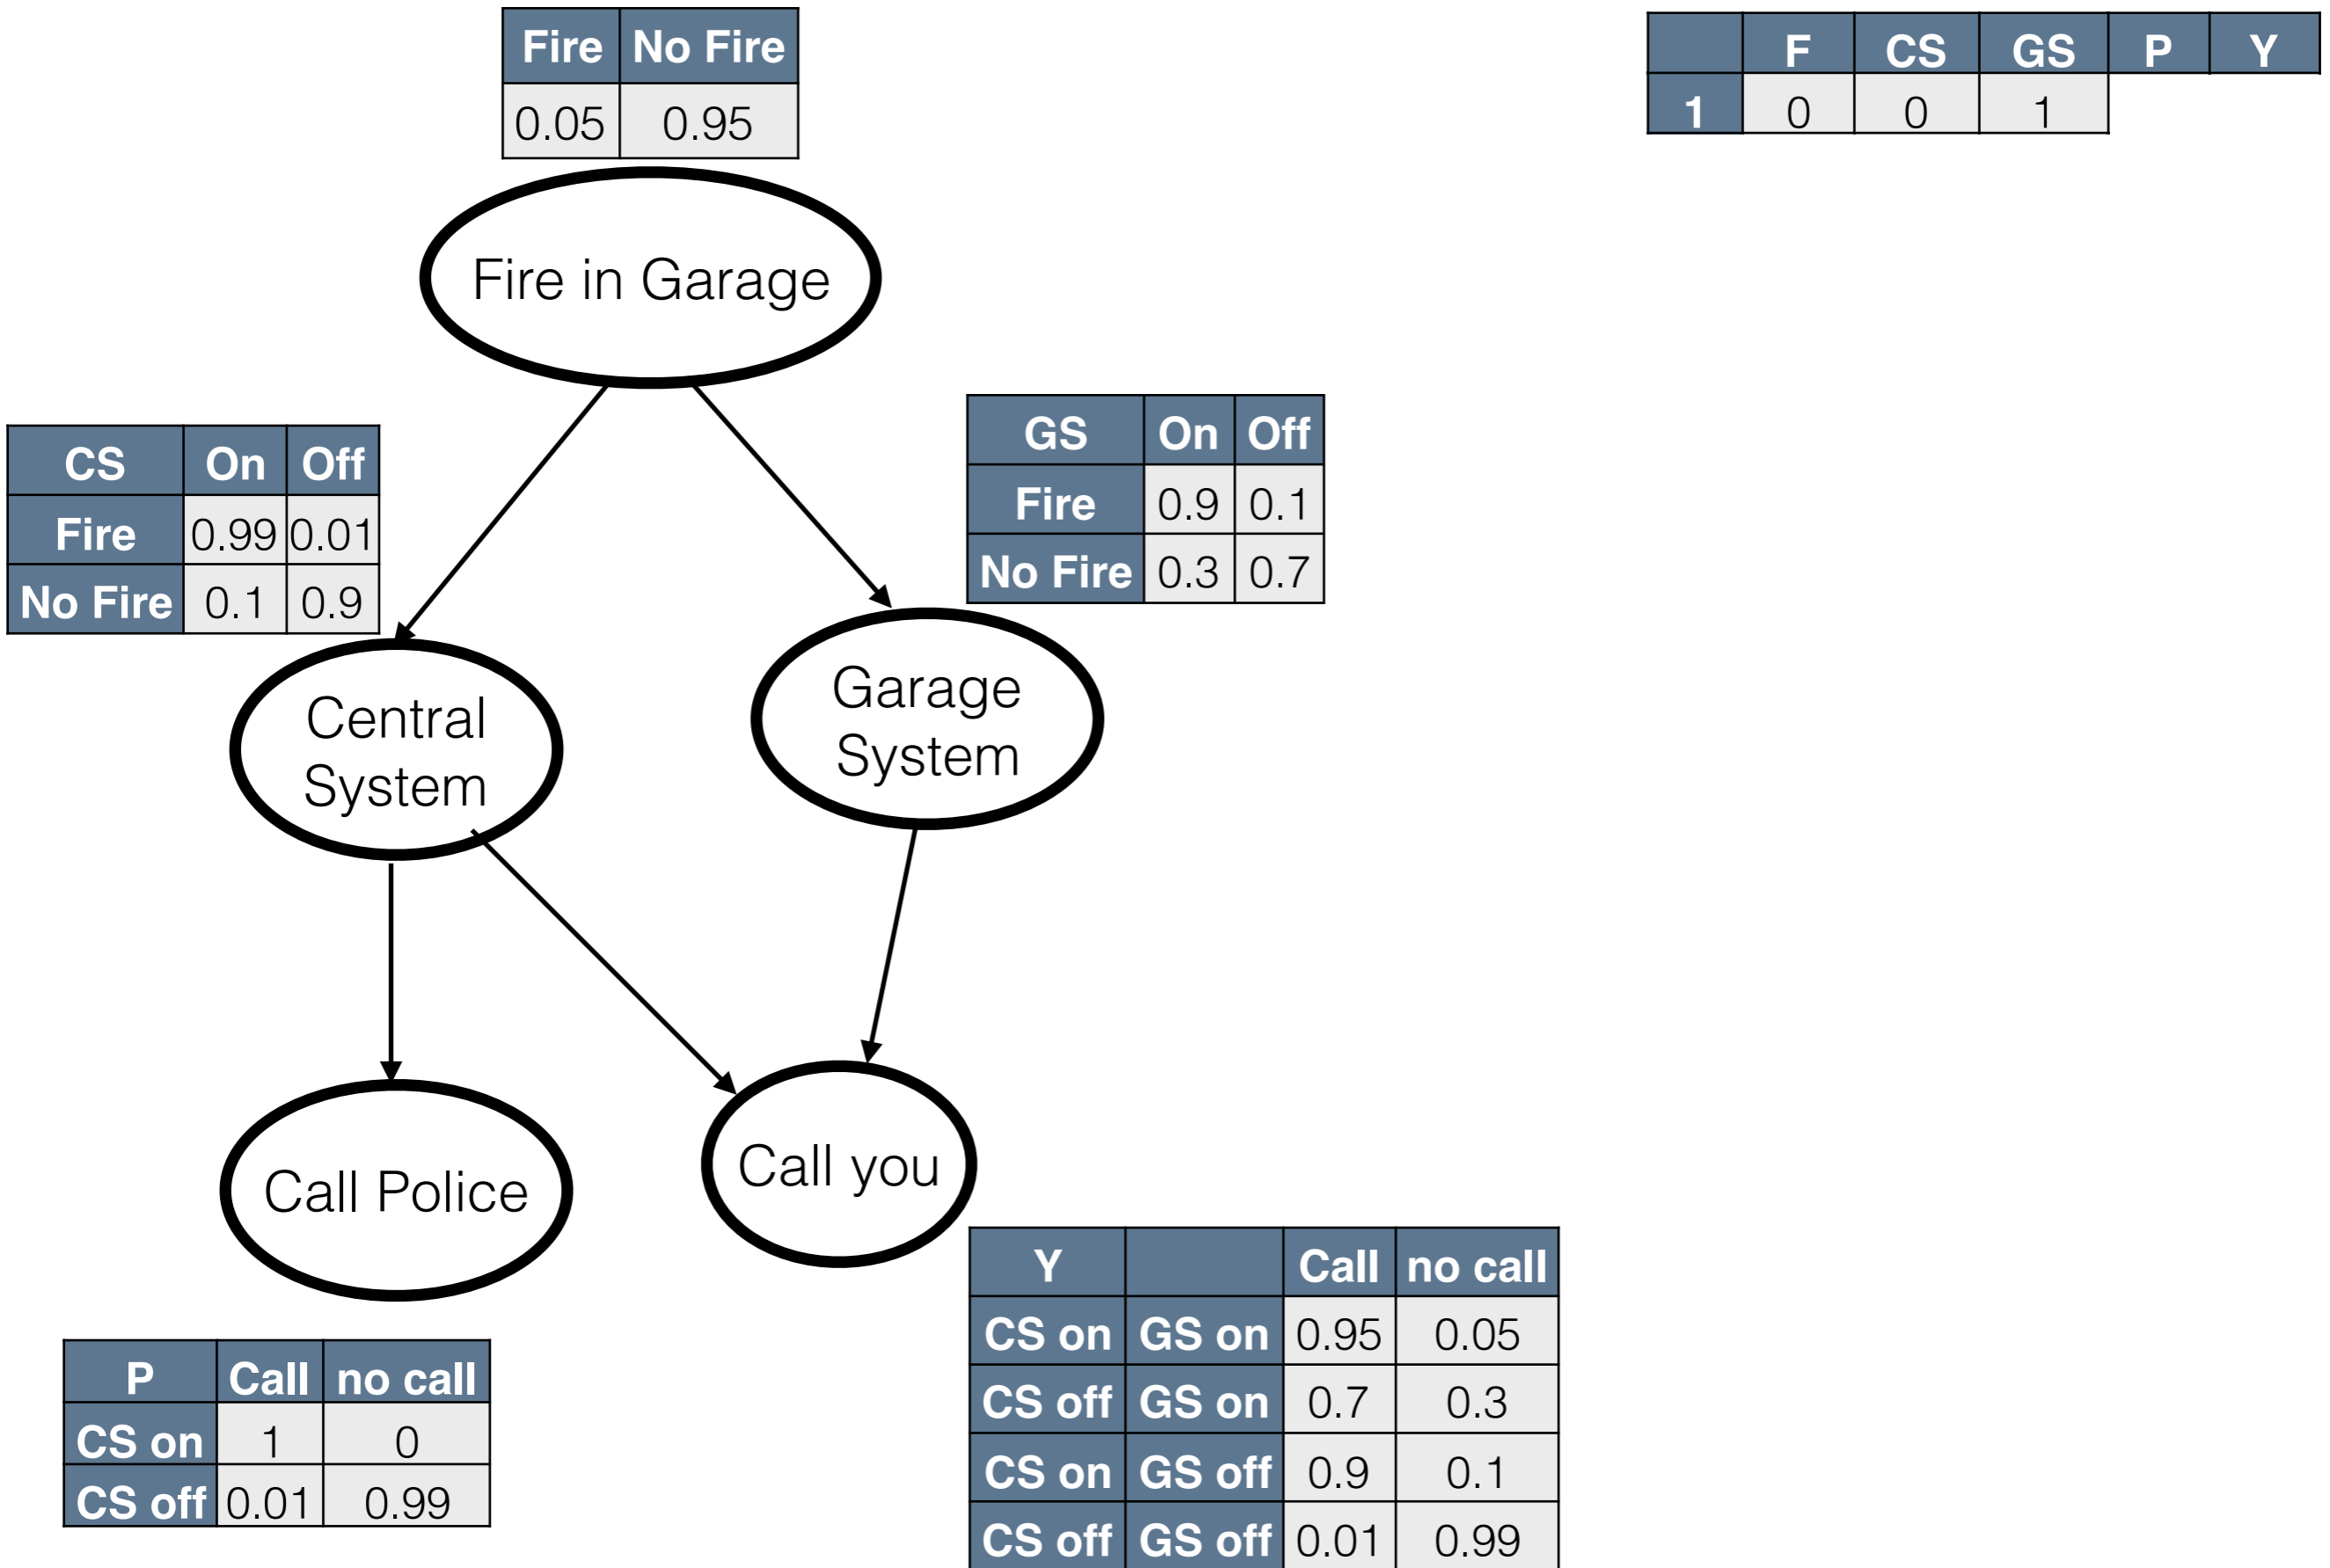 Fire No Fire
0.05 0.95
F CS GS P Y
1 0 0 1
Fire in Garage
CS On Off
Fire 0.99 0.01
No Fire 0.1 0.9
GS On Off
Fire 0.9 0.1
No Fire 0.3 0.7
Central
System
Garage
System
Call Police
Call you
P Call no call
CS on 1 0
CS off 0.01 0.99
Y Call no call
CS on GS on 0.95 0.05
CS off GS on 0.7 0.3
CS on GS off 0.9 0.1
CS off GS off 0.01 0.99